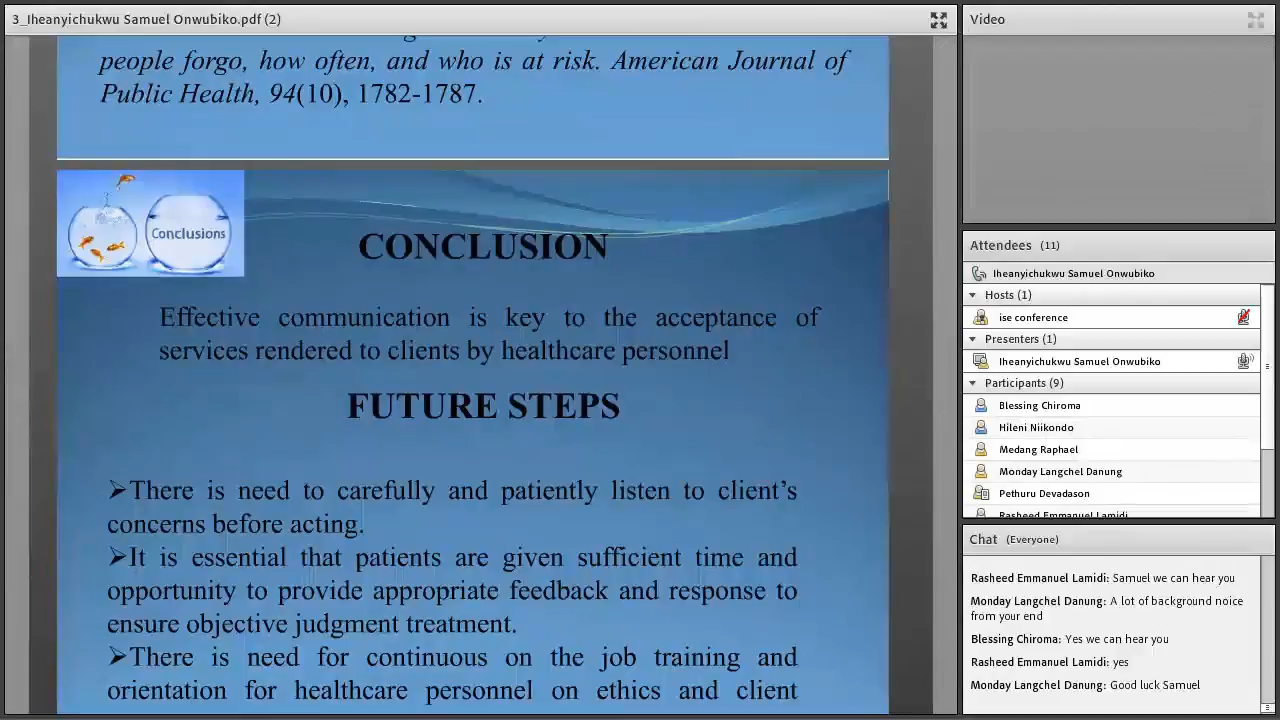 3_Iheanyichukwu Samuel Onwubiko.pdf (2)
people forgo, how often, and who is at risk. American Journal of
Public Health, 94(10), 1782-1787.
Conclusions
CONCLUSION
Effective communication is key to the acceptance of
services rendered to clients by healthcare personnel
FUTURE STEPS
➢There is need to carefully and patiently listen to client's
concerns before acting.
➢It is essential that patients are given sufficient time and
opportunity to provide appropriate feedback and response to
ensure objective judgment treatment.
➢There is need for continuous on the job training and
orientation for healthcare personnel on ethics and client
Video
Attendees (11)
Iheanyichukwu Samuel Onwubiko
Hosts (1)
ise conference
Presenters (1)
Iheanyichukwu Samuel Onwubiko
Participants (9)
Blessing Chiroma
Hileni Niikondo
Medang Raphael
Monday Langchel Danung
Pethuru Devadason
Rasheed Emmanuel Lamidi
Chat (Everyone)
Rasheed Emmanuel Lamidi: Samuel we can hear you
Monday Langchel Danung: A lot of background noice
from your end
Blessing Chiroma: Yes we can hear you
Rasheed Emmanuel Lamidi: yes
Monday Langchel Danung: Good luck Samuel